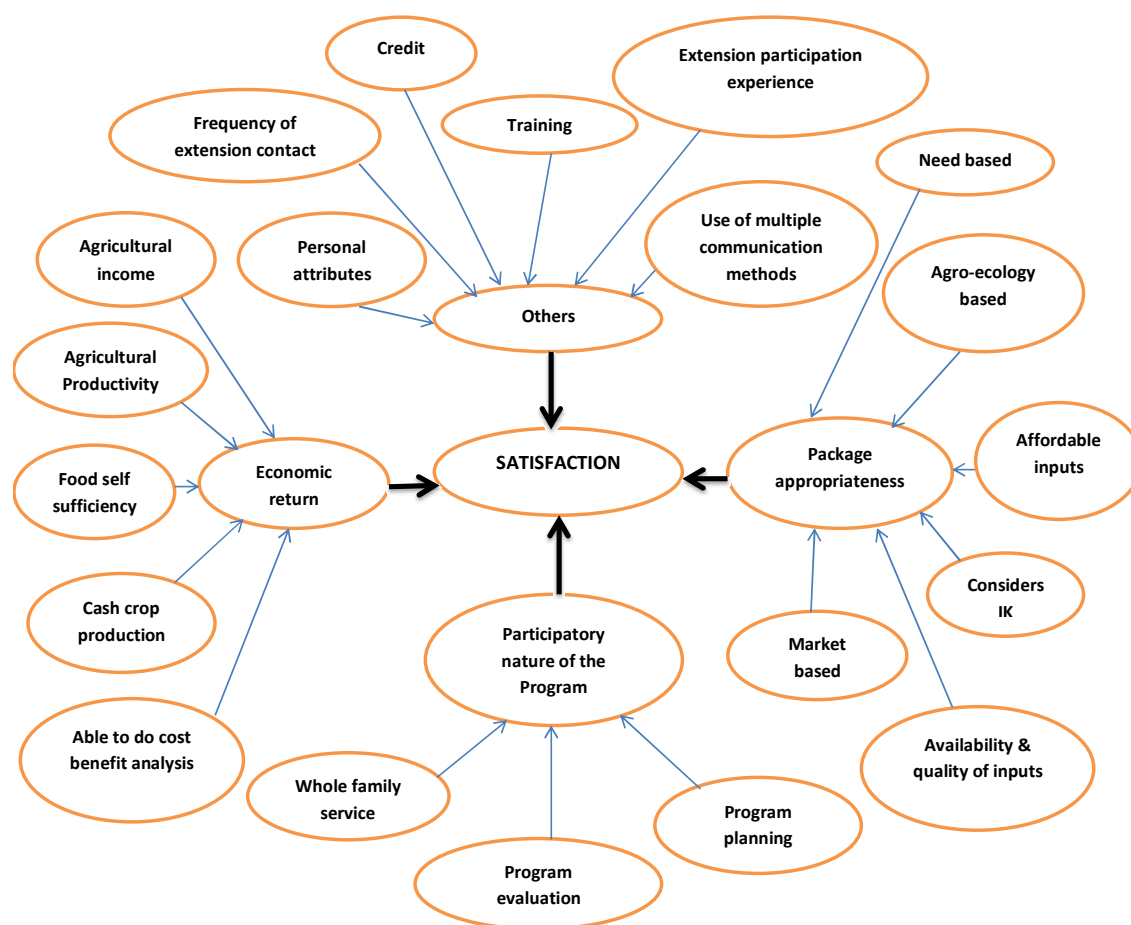 Credit
Extension participation
experience
Frequency of
extension contact
Training
Need based
Agricultural
income
Personal
attributes
Use of multiple
communication
methods
Agro-ecology
based
Others
Agricultural
Productivity
Food self
sufficiency
Economic
return
SATISFACTION
Package
appropriateness
Affordable
inputs
Cash crop
production
Participatory
nature of the
Program
Market
based
Considers
IK
Able to do cost
benefit analysis
Whole family
service
Program
evaluation
Program
planning
Availability &
quality of inputs